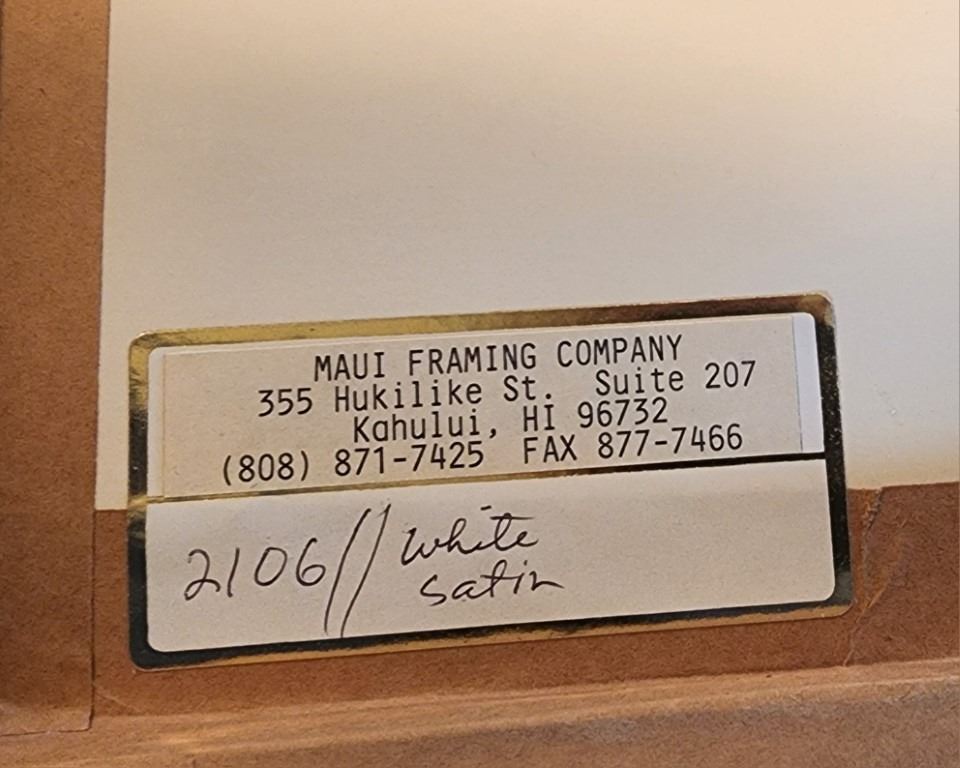 MAUI FRAMING COMPANY
355 Hukilike St. Suite 207
Kahului, HI 96732
(808) 871-7425 FAX 877-7466
2106// White
satin